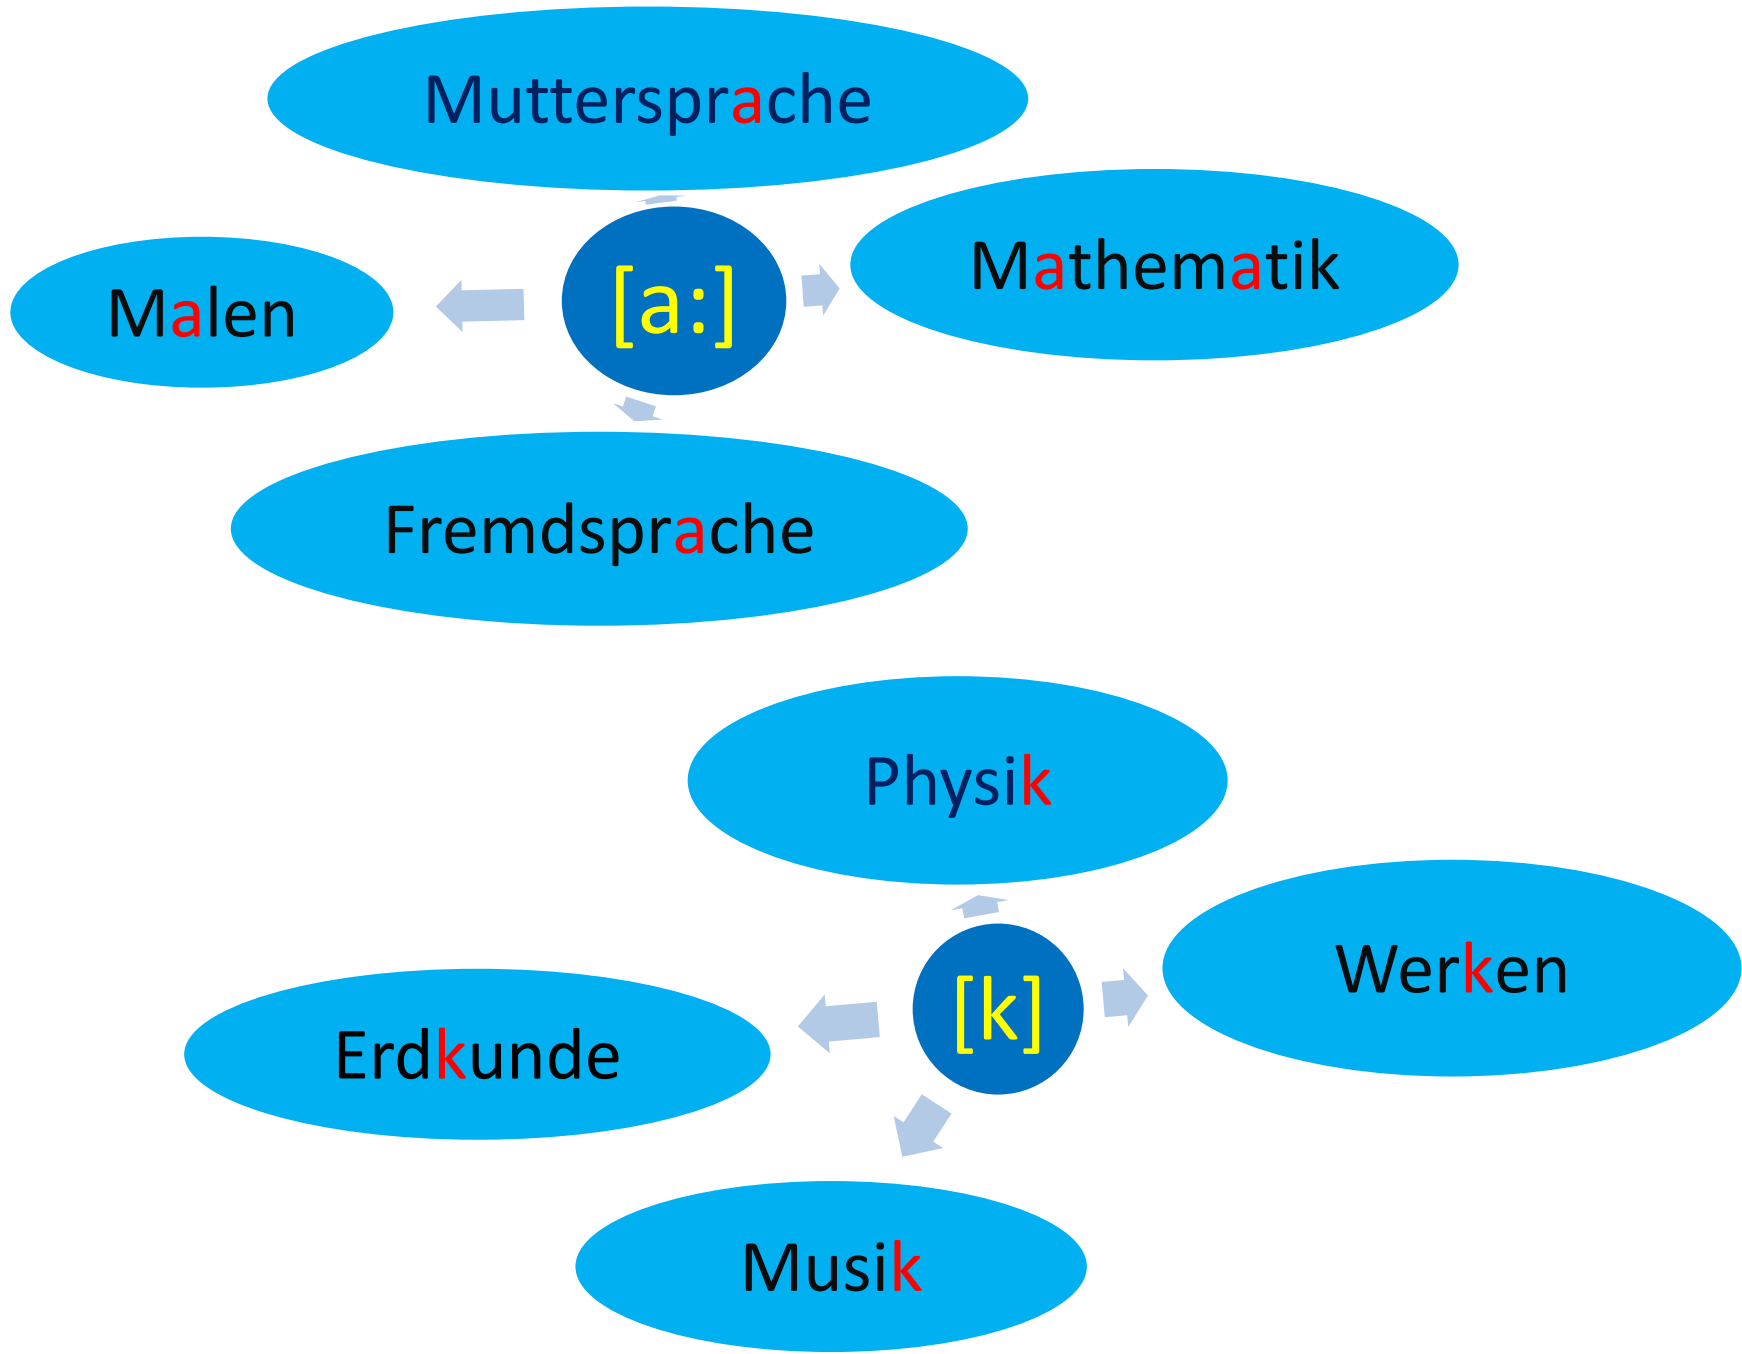 Muttersprache
Mathematik
[a:]
Malen
Fremdsprache
Physik
Werken
[k]
Erdkunde
Musik